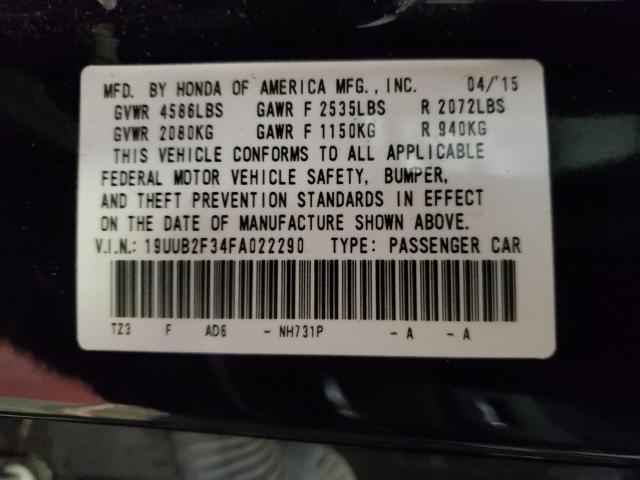 MFD. BY HONDA OF AMERICA MFG., INC. 04/'15
GVWR 4586LBS GAWR F 2535LBS R 2072LBS
GVWR 2080KG GAWR F 1150KG R 940KG
THIS VEHICLE CONFORMS TO ALL APPLICABLE
FEDERAL MOTOR VEHICLE SAFETY, BUMPER,
AND THEFT PREVENTION STANDARDS IN EFFECT
ON THE DATE OF MANUFACTURE SHOWN ABOVE.
V.I.N.: 19UUB2F34FA022290 TYPE: PASSENGER CAR
TZ3 F AD6 - NH731P - A - A